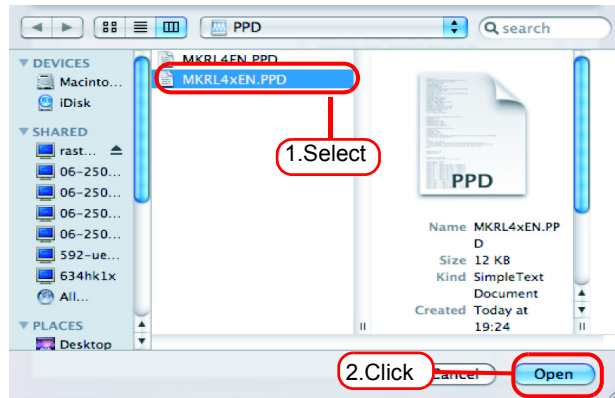 PPD
search
DEVICES
Macinto...
iDisk
SHARED
rast...
06-250...
06-250...
06-250...
06-250...
592-ue...
634hk1x
All...
PLACES
Desktop
MKRL4EN.PPD
MKRL4xEN.PPD
1.Select
PPD
Name MKRL4xEN.PP
D
Size 12 KB
Kind SimpleText
Document
Created Today at
19:24
2.Click
Cancel
Open